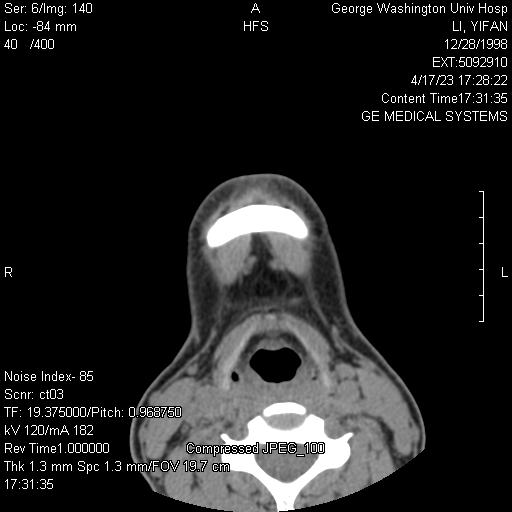 Ser: 6/Img: 140
Loc: -84 mm
40 /400
A
HFS
George Washington Univ Hosp
LI, YIFAN
12/28/1998
EXT:5092910
4/17/23 17:28:22
Content Time17:31:35
GE MEDICAL SYSTEMS
R
L
Noise Index- 85
Scnr: ct03
TF: 19.375000/Pitch: 0.968750
kV 120/mA 182
Rev Time1.000000
Compressed JPEG_100
Thk 1.3 mm Spc 1.3 mm/FOV 19.7 cm
17:31:35